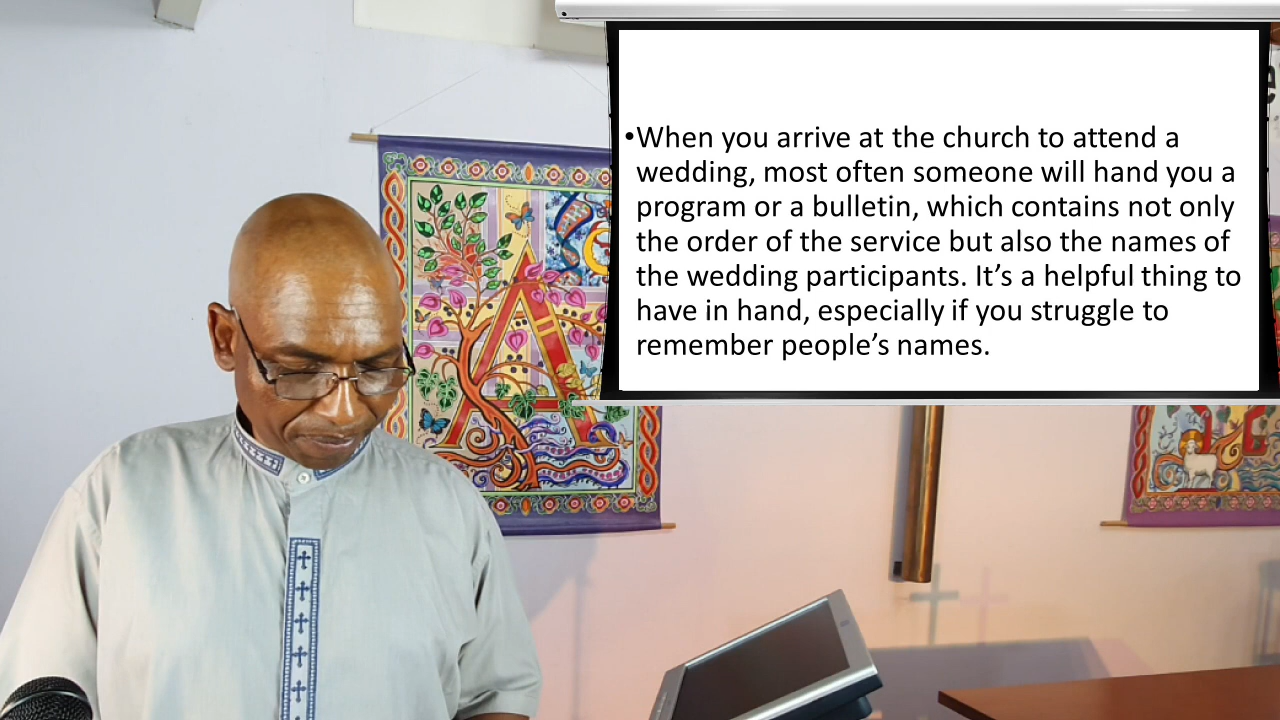 •When you arrive at the church to attend a
wedding, most often someone will hand you a
program or a bulletin, which contains not only
the order of the service but also the names of
the wedding participants. It’s a helpful thing to
have in hand, especially if you struggle to
remember people’s names.